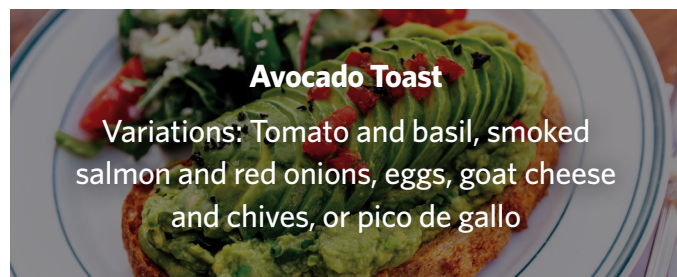 Avocado Toast
Variations: Tomato and basil, smoked
salmon and red onions, eggs, goat cheese
and chives, or pico de gallo